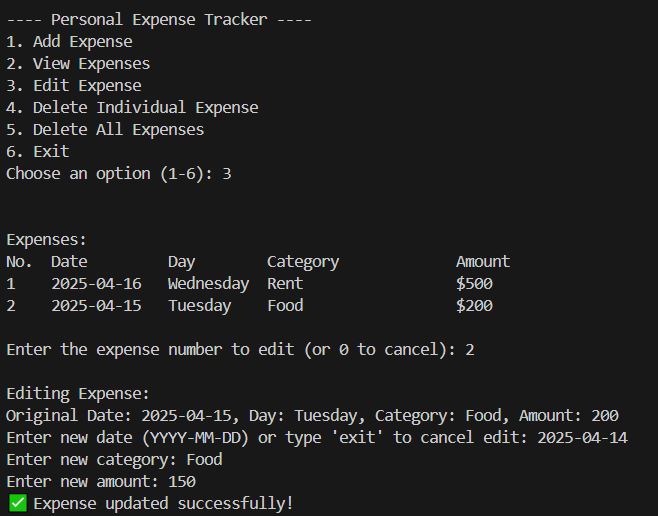 ---- Personal Expense Tracker ----
1. Add Expense
2. View Expenses
3. Edit Expense
4. Delete Individual Expense
5. Delete All Expenses
6. Exit
Choose an option (1-6): 3
Expenses:
No.  Date         Day        Category             Amount
1    2025-04-16   Wednesday  Rent                 $500
2    2025-04-15   Tuesday    Food                 $200
Enter the expense number to edit (or 0 to cancel): 2
Editing Expense:
Original Date: 2025-04-15, Day: Tuesday, Category: Food, Amount: 200
Enter new date (YYYY-MM-DD) or type 'exit' to cancel edit: 2025-04-14
Enter new category: Food
Enter new amount: 150
✅ Expense updated successfully!